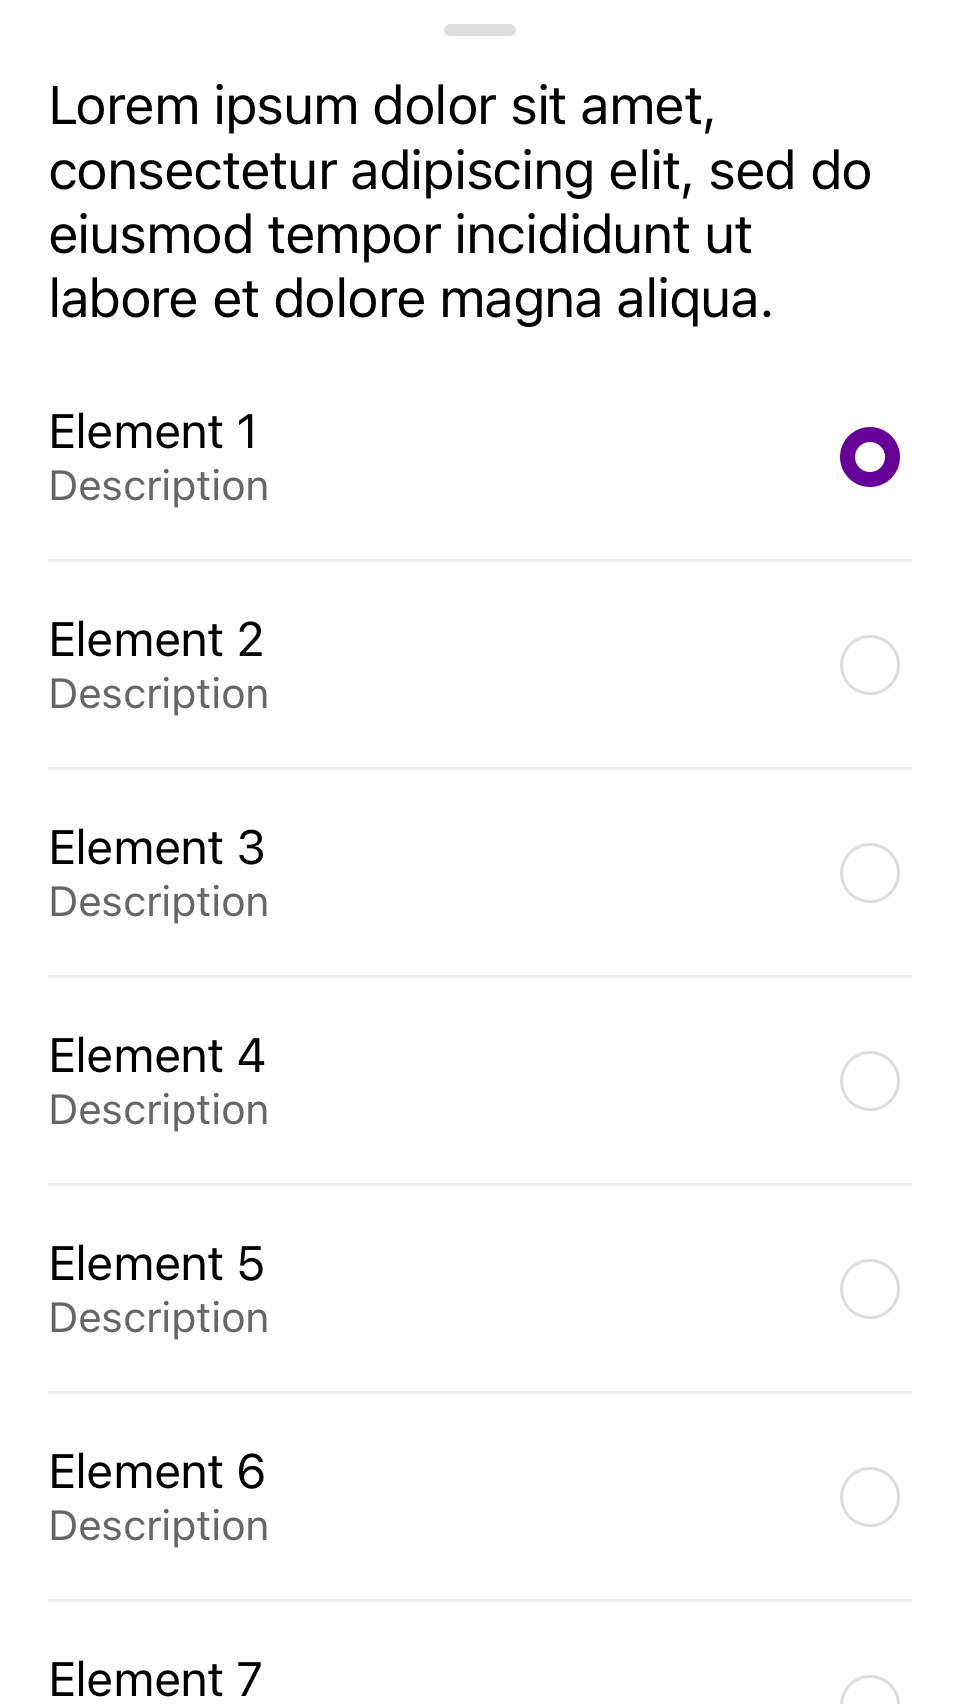 Lorem ipsum dolor sit amet,
consectetur adipiscing elit, sed do
eiusmod tempor incididunt ut
labore et dolore magna aliqua.
Element 1
Description
Element 2
Description
Element 3
Description
Element 4
Description
Element 5
Description
Element 6
Description
Element 7